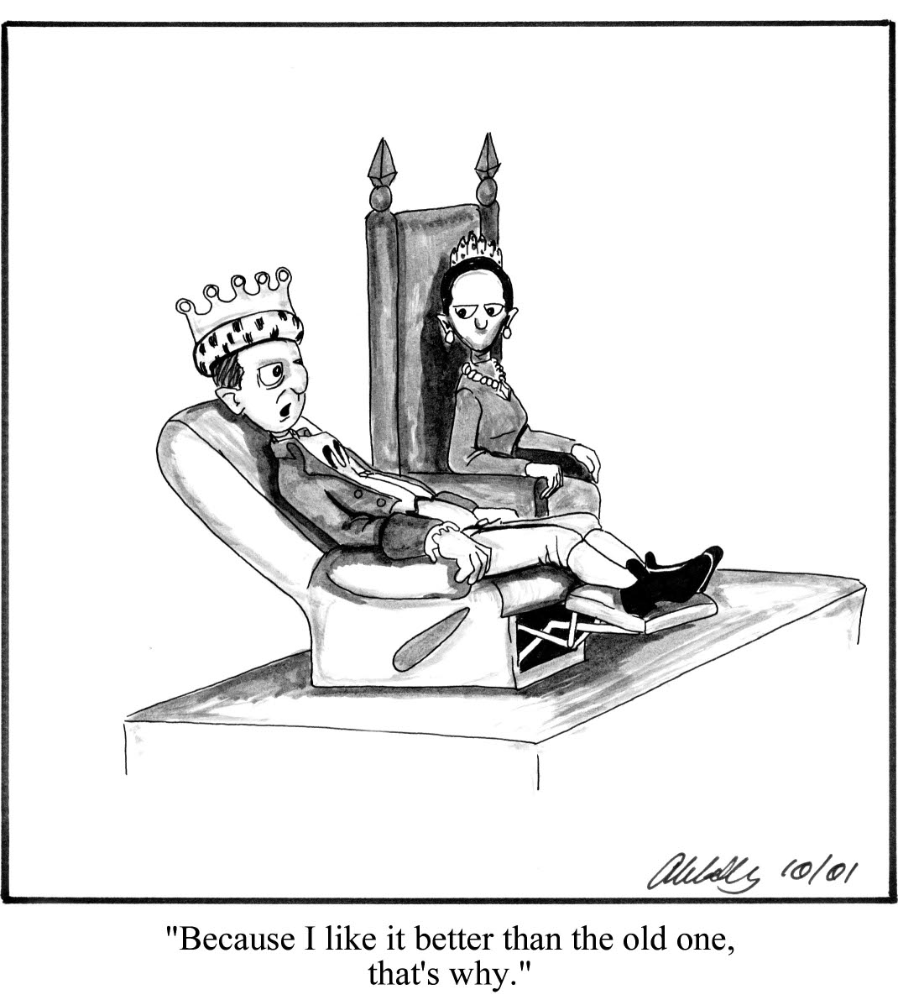 10/01
"Because I like it better than the old one,
that's why."